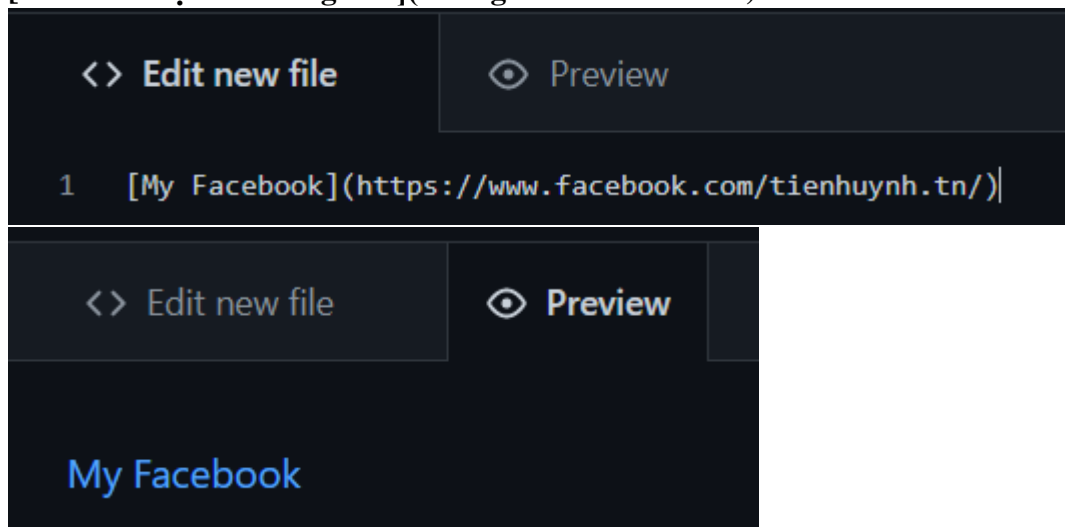 <> Edit new file Preview
1 [My Facebook](https://www.facebook.com/tienhuynh.tn/)
<> Edit new file Preview
My Facebook